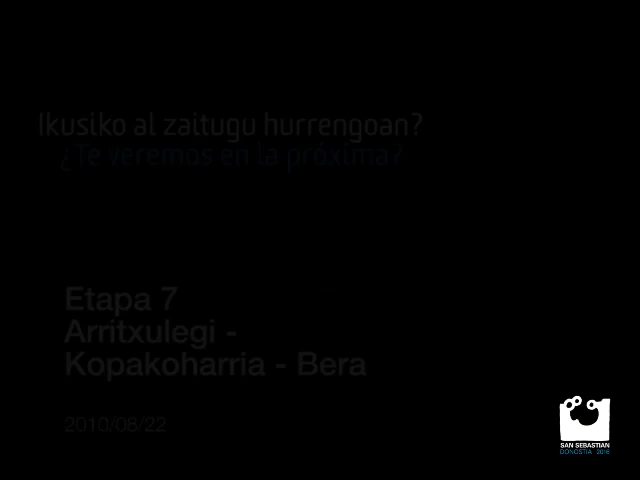 Ikusiko al zaitugu hurrengoan?
¿Te veremos en la próxima?
Etapa 7
Arritxulegi -
Kopakoharria - Bera
2010/08/22
SAN SEBASTIAN
DONOSTIA 2016